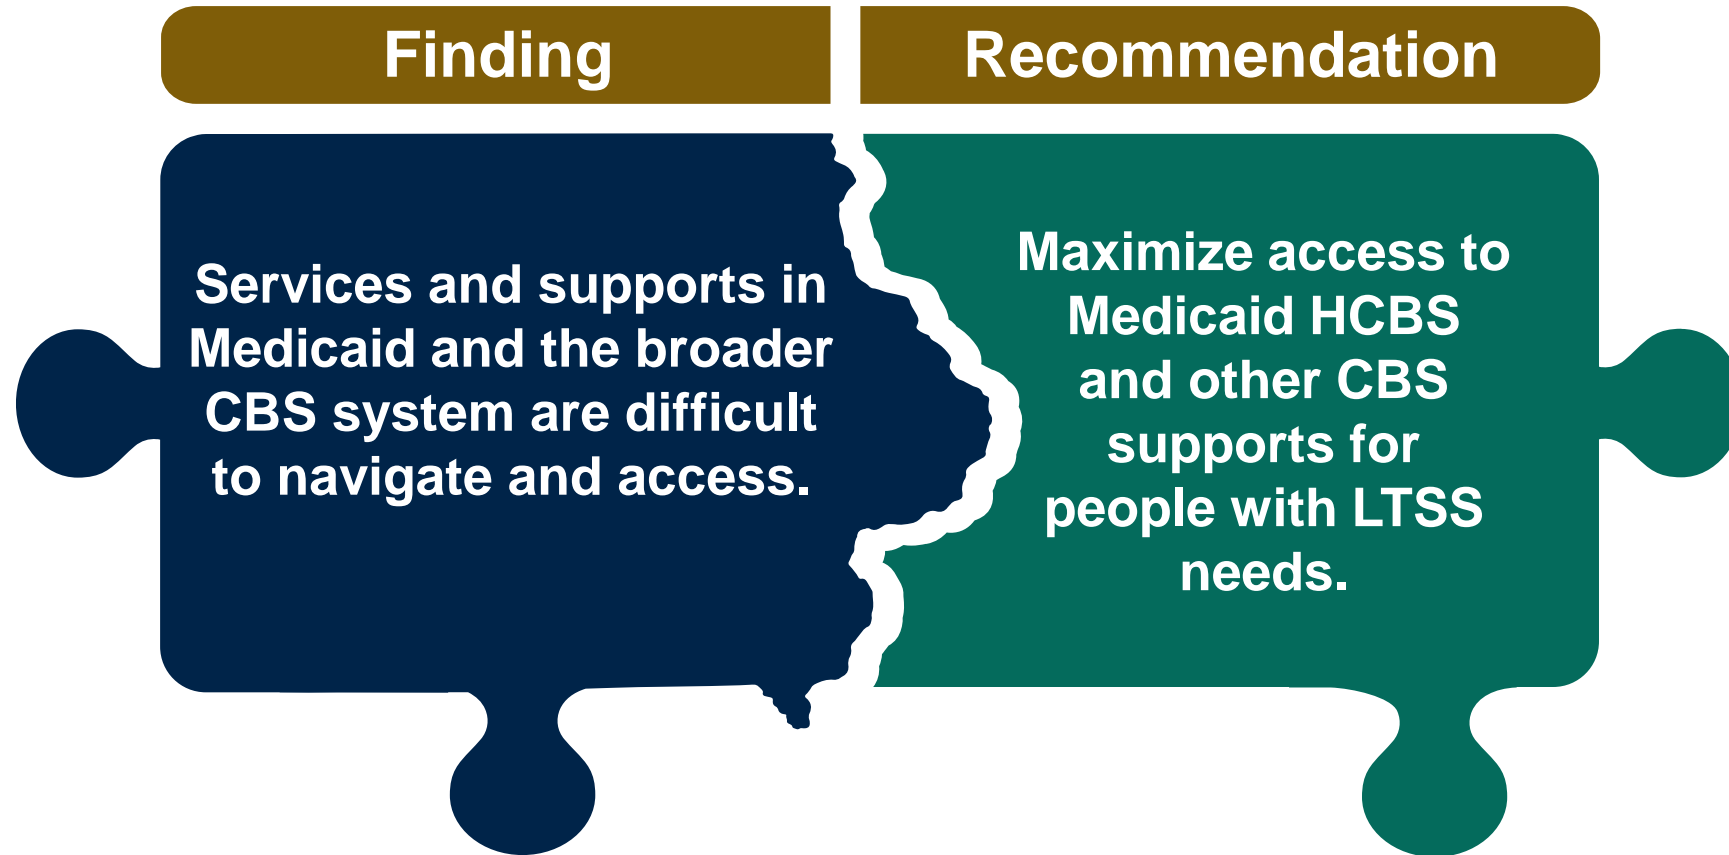 Finding
Recommendation
Services and supports in
Medicaid and the broader
CBS system are difficult
to navigate and access.
Maximize access to
Medicaid HCBS
and other CBS
supports for
people with LTSS
needs.